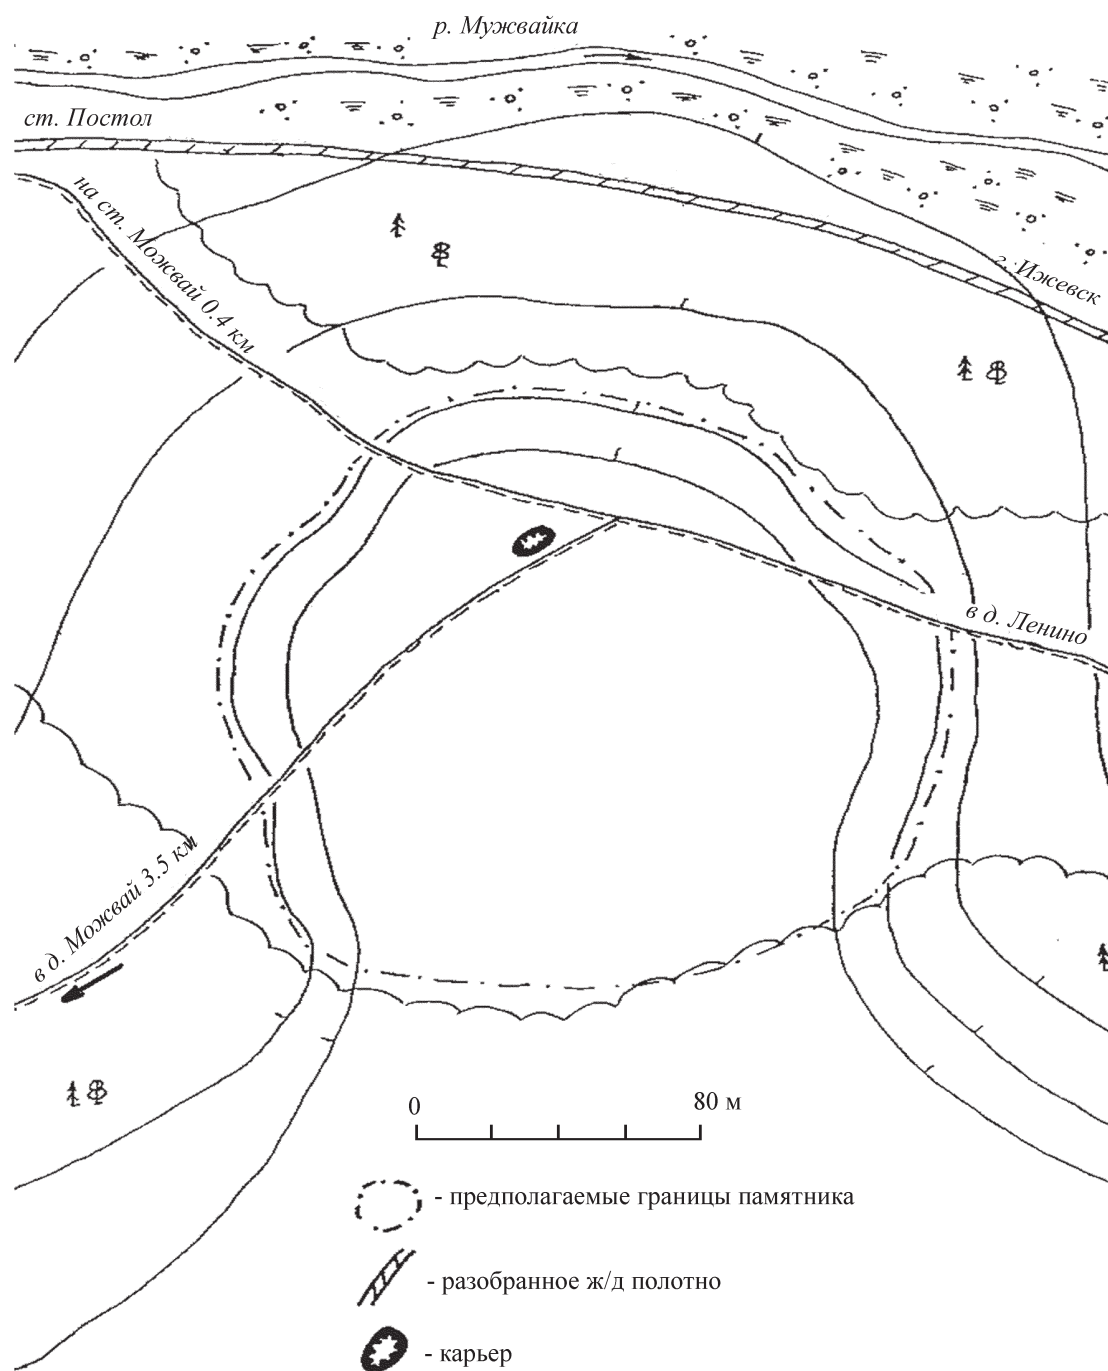 р. Мужвайка
ст. Постол
на ст. Можвай 0.4 км
г. Ижевск
в д. Ленино
в д. Можвай 3.5 км
0
80 м
- предполагаемые границы памятника
- разобранное ж/д полотно
- карьер